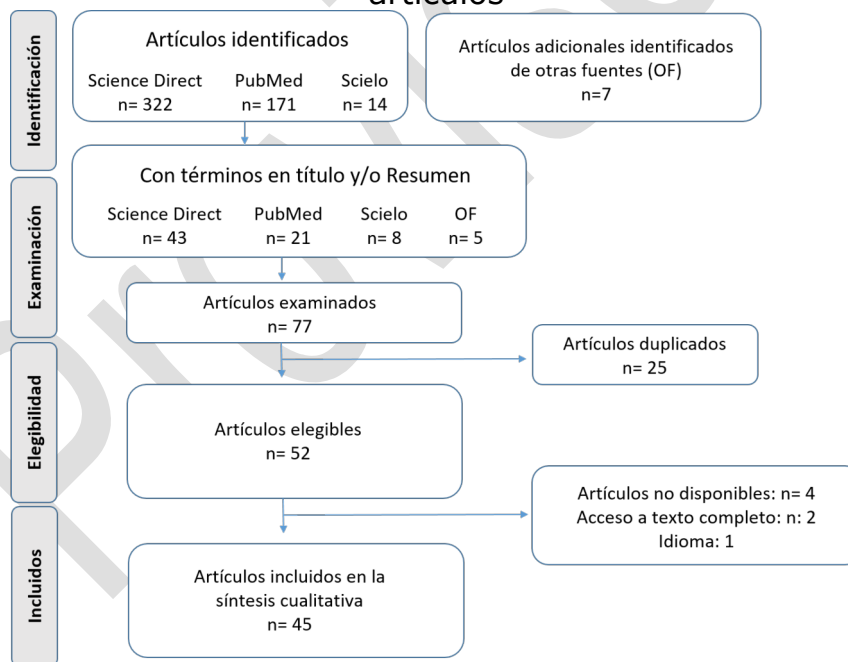 artículos
Identificación
Artículos identificados
Science Direct PubMed Scielo
n= 322 n= 171 n= 14
Artículos adicionales identificados
de otras fuentes (OF)
n=7
Examinación
Con términos en título y/o Resumen
Science Direct PubMed Scielo OF
n= 43 n= 21 n= 8 n= 5
Artículos examinados
n= 77
Artículos duplicados
n= 25
Elegibilidad
Artículos elegibles
n= 52
Artículos no disponibles: n= 4
Acceso a texto completo: n: 2
Idioma: 1
Incluidos
Artículos incluidos en la
síntesis cualitativa
n= 45